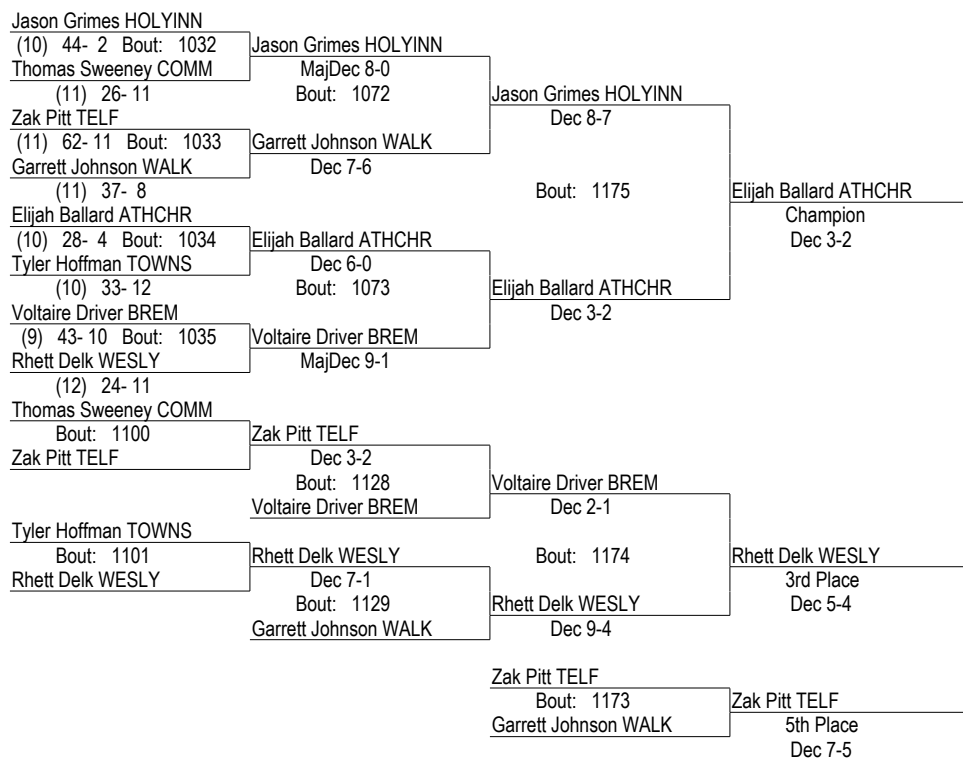 Jason Grimes HOLYINN
(10) 44- 2 Bout: 1032
Jason Grimes HOLYINN
Thomas Sweeney COMM
MajDec 8-0
(11) 26- 11
Bout: 1072
Jason Grimes HOLYINN
Zak Pitt TELF
Dec 8-7
(11) 62- 11 Bout: 1033
Garrett Johnson WALK
Garrett Johnson WALK
Dec 7-6
(11) 37- 8
Bout: 1175
Elijah Ballard ATHCHR
Elijah Ballard ATHCHR
Champion
(10) 28- 4 Bout: 1034
Elijah Ballard ATHCHR
Dec 3-2
Tyler Hoffman TOWNS
Dec 6-0
(10) 33- 12
Bout: 1073
Elijah Ballard ATHCHR
Voltaire Driver BREM
Dec 3-2
(9) 43- 10 Bout: 1035
Voltaire Driver BREM
Rhett Delk WESLY
MajDec 9-1
(12) 24- 11
Thomas Sweeney COMM
Bout: 1100
Zak Pitt TELF
Zak Pitt TELF
Dec 3-2
Bout: 1128
Voltaire Driver BREM
Voltaire Driver BREM
Dec 2-1
Tyler Hoffman TOWNS
Bout: 1101
Rhett Delk WESLY
Bout: 1174
Rhett Delk WESLY
Rhett Delk WESLY
Dec 7-1
3rd Place
Bout: 1129
Rhett Delk WESLY
Dec 5-4
Garrett Johnson WALK
Dec 9-4
Zak Pitt TELF
Bout: 1173
Zak Pitt TELF
Garrett Johnson WALK
5th Place
Dec 7-5